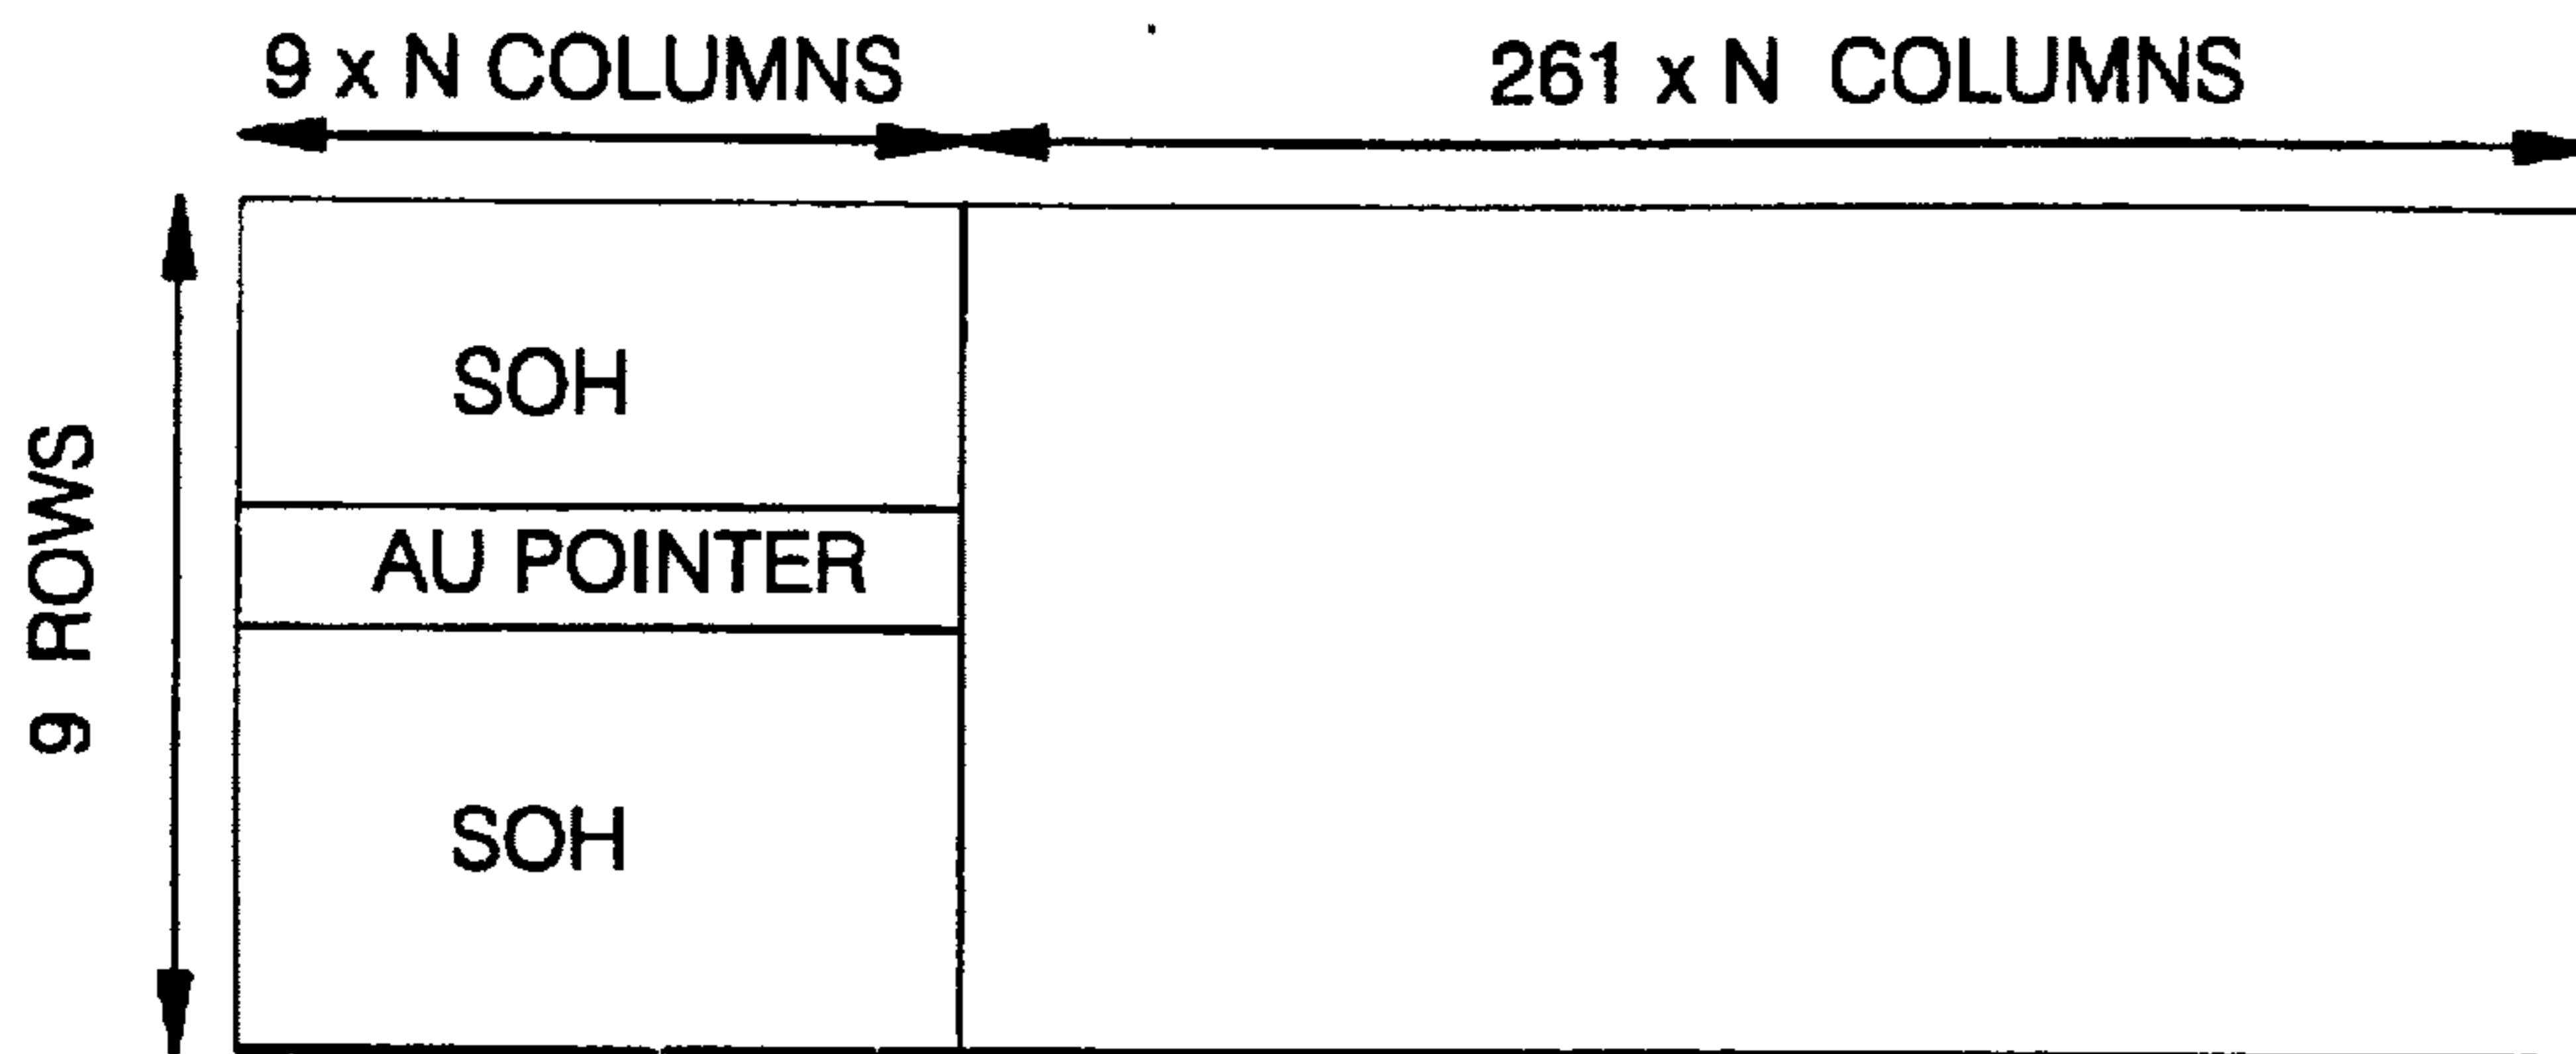 9 x N COLUMNS
261 x N COLUMNS
9 ROWS
SOH
AU POINTER
SOH